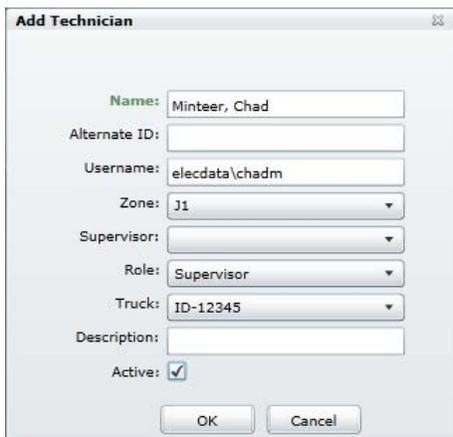 Add Technician
Name: Minteer, Chad
Alternate ID:
Username: elecdata\chadm
Zone: J1
Supervisor:
Role: Supervisor
Truck: ID-12345
Description:
Active:
OK Cancel